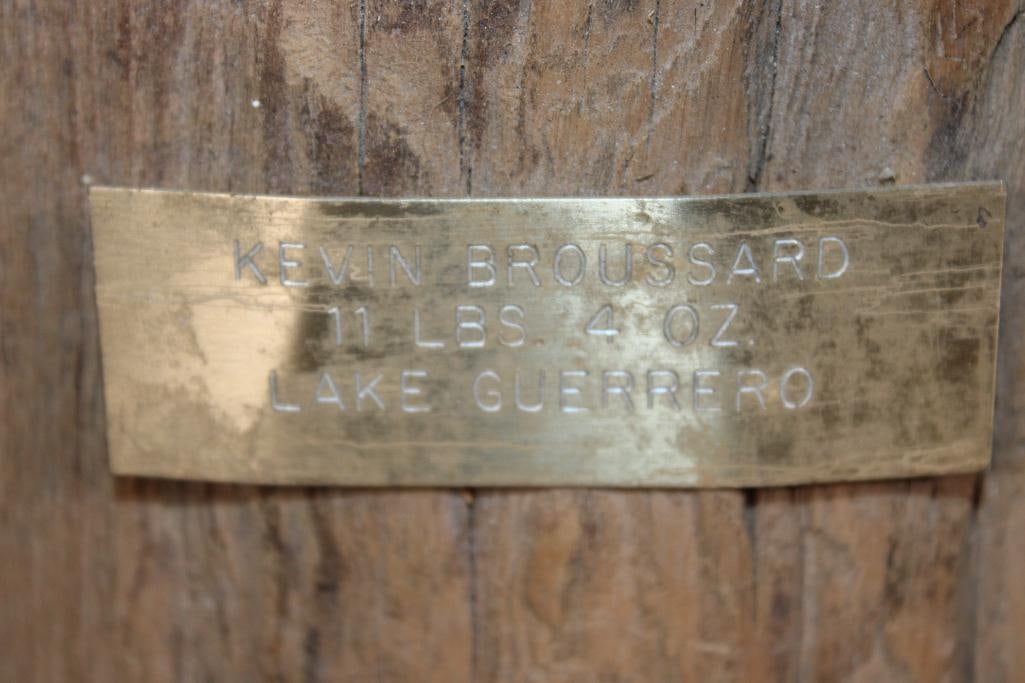 KEVIN BROUSSARD
11 LBS. 4 OZ.
LAKE GUERRERO